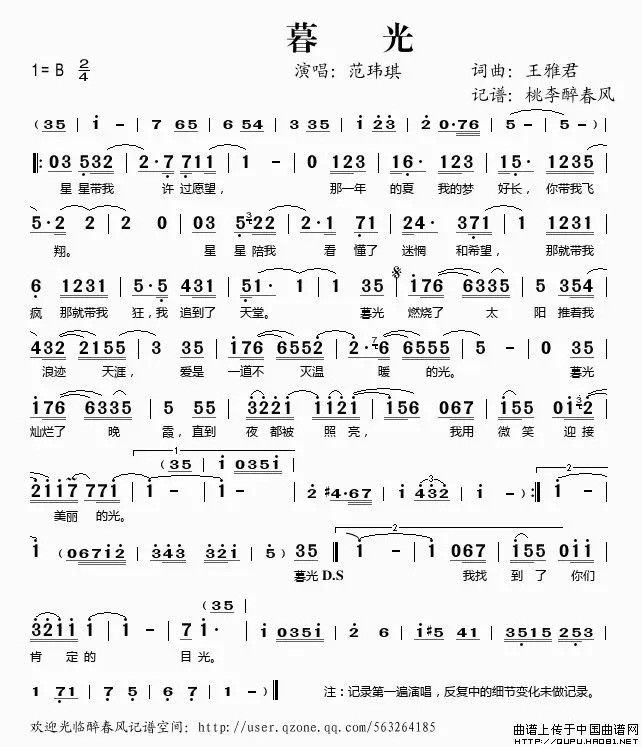 暮 光
1=B 2/4 演唱：范玮琪 词曲：王雅君
记谱：桃李醉春风
(35 | i - | 7 65 | 6 54 | 3 35 | i 23 | 2 0·76 | 5 - | 5 - )
03 532 | 2·7 711 | 1 - | 0 123 | 16· 123 | 15· 1235
星 星带我 许 过愿望， 那一年 的夏 我的梦 好长， 你带我飞
5·2 2 | 2 0 | 03 522 | 2·1 71 | 24· 371 | 1 1231
翔。 星 星 陪我 看 懂了 迷惘 和希望， 那就带我
6 1231 | 5·5 431 | 51· 1 | 1 35 | 176 6335 | 5 355
疯 那就带我 狂，我 追到了 天堂。 暮光 燃烧了 太 阳 推着我
432 2155 | 3 35 | 176 6552 | 2·6 6555 | 5 - | 0 35
浪迹 天涯， 爱是 一道不 灭温 暖 的光。 暮光
176 6335 | 5 55 | 3221 1121 | 156 067 | 155 012
灿烂了 晚 霞，直到 夜 都被 照 亮， 我用 微 笑 迎 接
(35 | i 0351
2117 771 | 1 - | 1 - | 2 #4·67 | i 432 | i - ) :| 1 -
美丽 的光。
1 (06712 | 343 321 | 5 ) 35 | 1 - | 1 067 | 155 011
暮光 D.S 我找 到 了 你们
(35
3211 1 | 1 - | 7 1· | i 0351 | 2 6 | i#5 41 | 3515 253
肯 定的 目光。
1 71 | 7 5 | 6 7 | 1 - 注：记录第一遍演唱，反复中的细节变化未做记录。
欢迎光临醉春风记谱空间：http://user.qzone.qq.com/563264185
曲谱上传于中国曲谱网
HTTP://QUPU.HAO81.NET